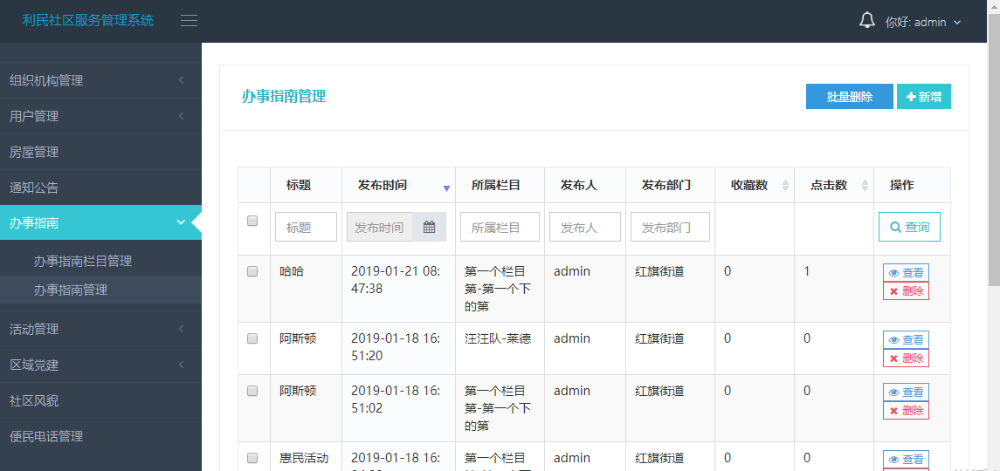 利民社区服务管理系统
你好: admin
组织机构管理
用户管理
房屋管理
通知公告
办事指南
办事指南栏目管理
办事指南管理
活动管理
区域党建
社区风貌
便民电话管理
办事指南管理
批量删除
新增
标题 发布时间 所属栏目 发布人 发布部门 收藏数 点击数 操作
标题 发布时间 所属栏目 发布人 发布部门 查询
哈哈 2019-01-21 08: 第一个栏目 admin 红旗街道 0 1 查看
47:38 第-第一个下 删除
的第
阿斯顿 2019-01-18 16: 汪汪队-莱德 admin 红旗街道 0 0 查看
51:20 删除
阿斯顿 2019-01-18 16: 第一个栏目 admin 红旗街道 0 0 查看
51:02 第-第一个下 删除
的第
惠民活动 2019-01-18 16: 第一个栏目 admin 红旗街道 0 0 查看